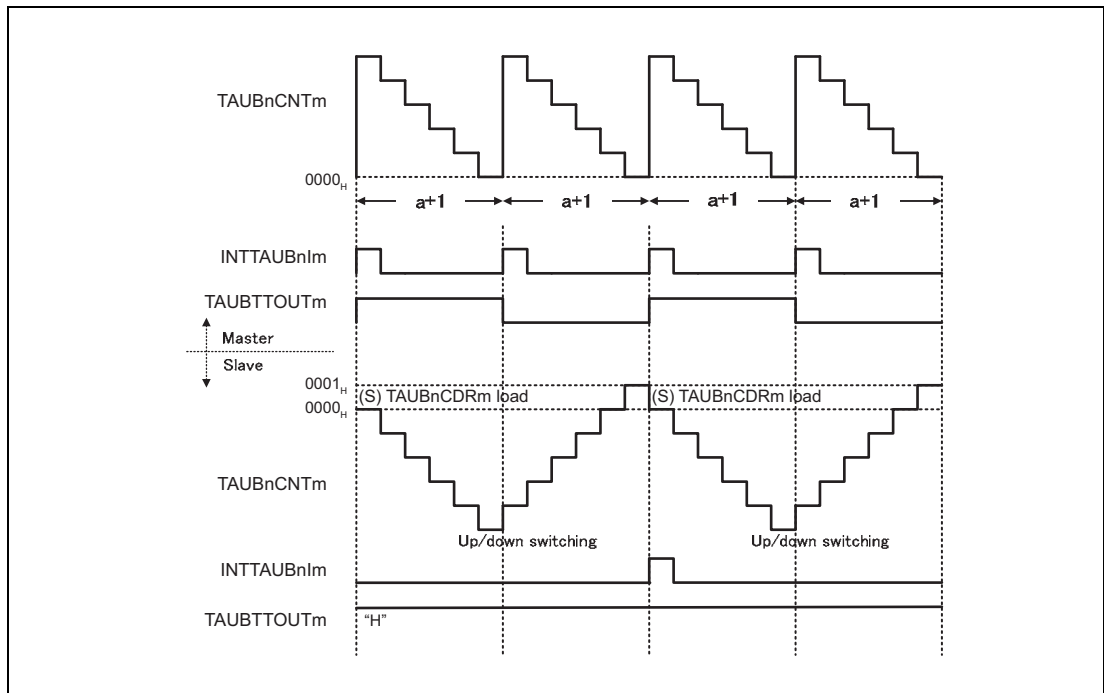 TAUBnCNTm
0000H
a+1 a+1 a+1 a+1
INTTAUBnIm
TAUBTTOUTm
Master
Slave
0001H
(S) TAUBnCDRm load (S) TAUBnCDRm load
0000H
TAUBnCNTm
Up/down switching Up/down switching
INTTAUBnIm
TAUBTTOUTm "H"